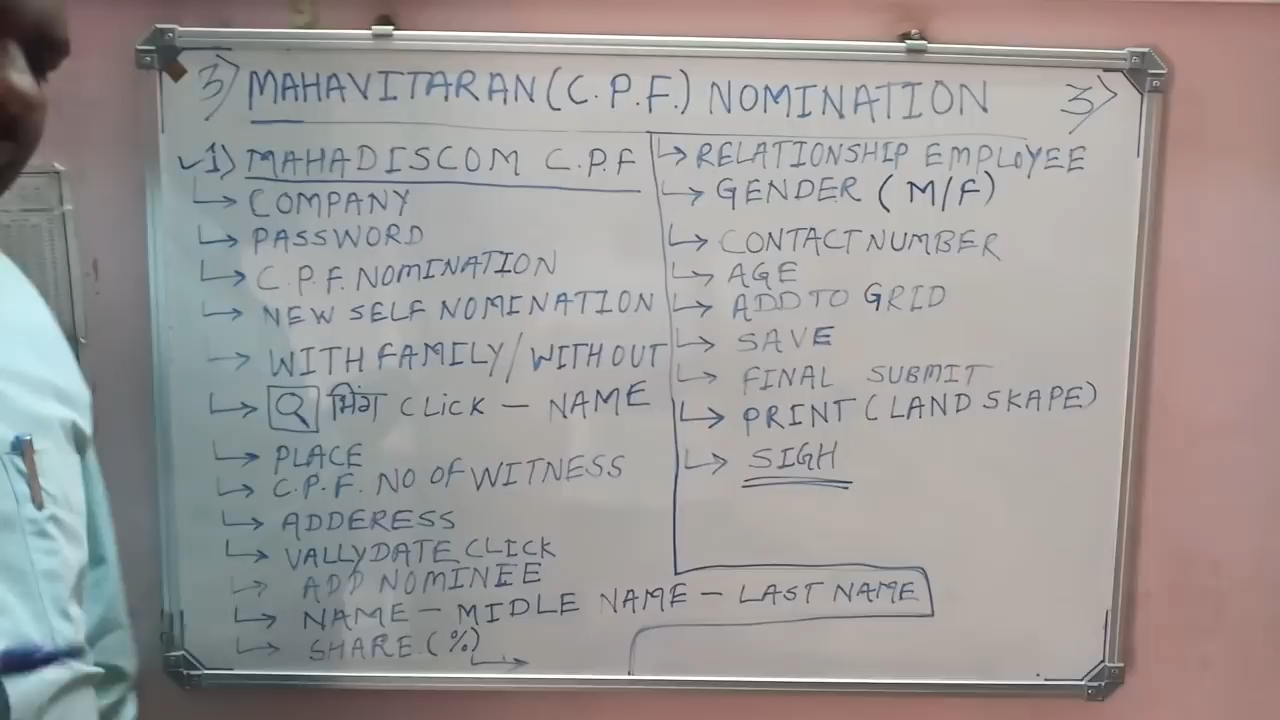 3) MAHAVITARAN (C.P.F.) NOMINATION 3)
✓1) MAHADISCOM C.P.F
↳ COMPANY
↳ PASSWORD
↳ C.P.F. NOMINATION
↳ NEW SELF NOMINATION
→ WITH FAMILY/WITHOUT
↳ भिंग CLiCK – NAME
↳ PLACE
↳ C.P.F. NO OF WITNESS
↳ ADDERESS
↳ VALLYDATE CLICK
↳ ADD NOMINEE
↳ NAME – MIDLE NAME – LAST NAME
↳ SHARE.(%)
↳ RELATIONSHIP EMPLOYEE
↳ GENDER (M/F)
↳ CONTACT NUMBER
↳ AGE
↳ ADD TO GRID
↳ SAVE
↳ FINAL SUBMIT
↳ PRINT (LANDSKAPE)
↳ SIGH